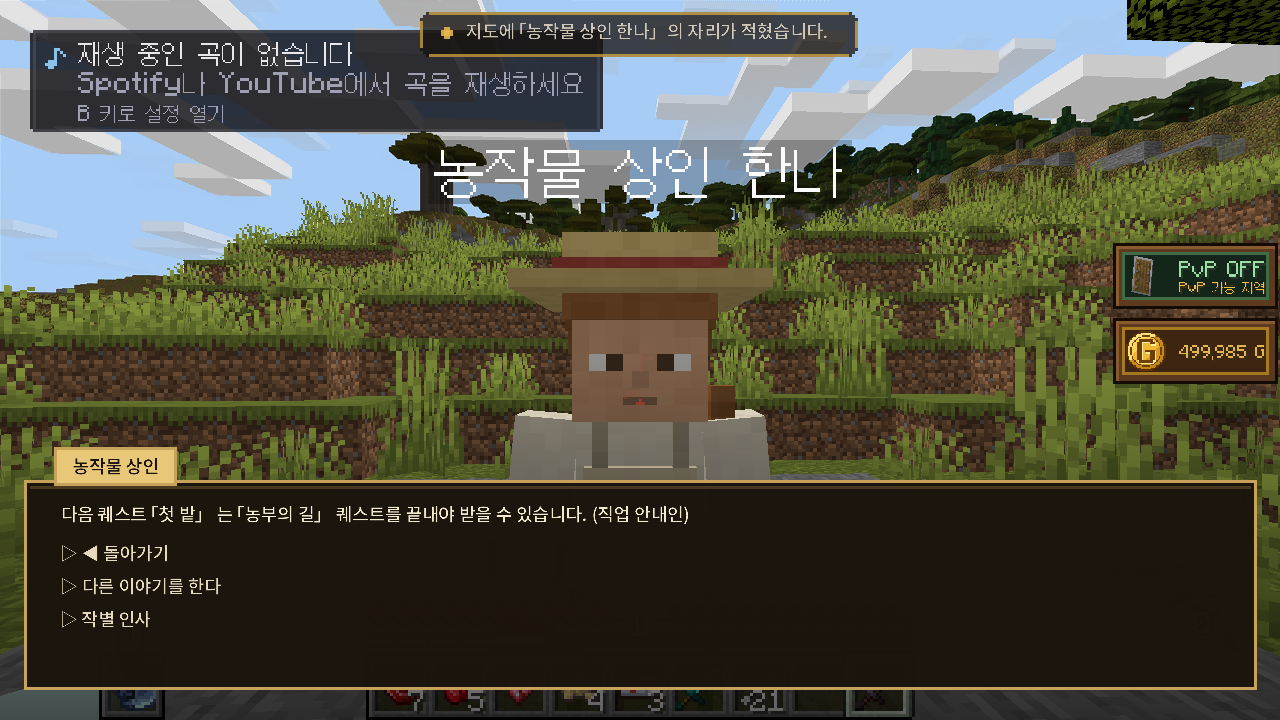 지도에「농작물 상인 한나」의 자리가 적혔습니다.
재생 중인 곡이 없습니다
Spotify나 YouTube에서 곡을 재생하세요
B 키로 설정 열기
농작물 상인 한나
PvP OFF
PvP 가능 지역
G 499,985 G
농작물 상인
다음 퀘스트「첫 밭」는「농부의 길」 퀘스트를 끝내야 받을 수 있습니다. (직업 안내인)
▷ ◀ 돌아가기
▷ 다른 이야기를 한다
▷ 작별 인사
7 5 4 3 +21